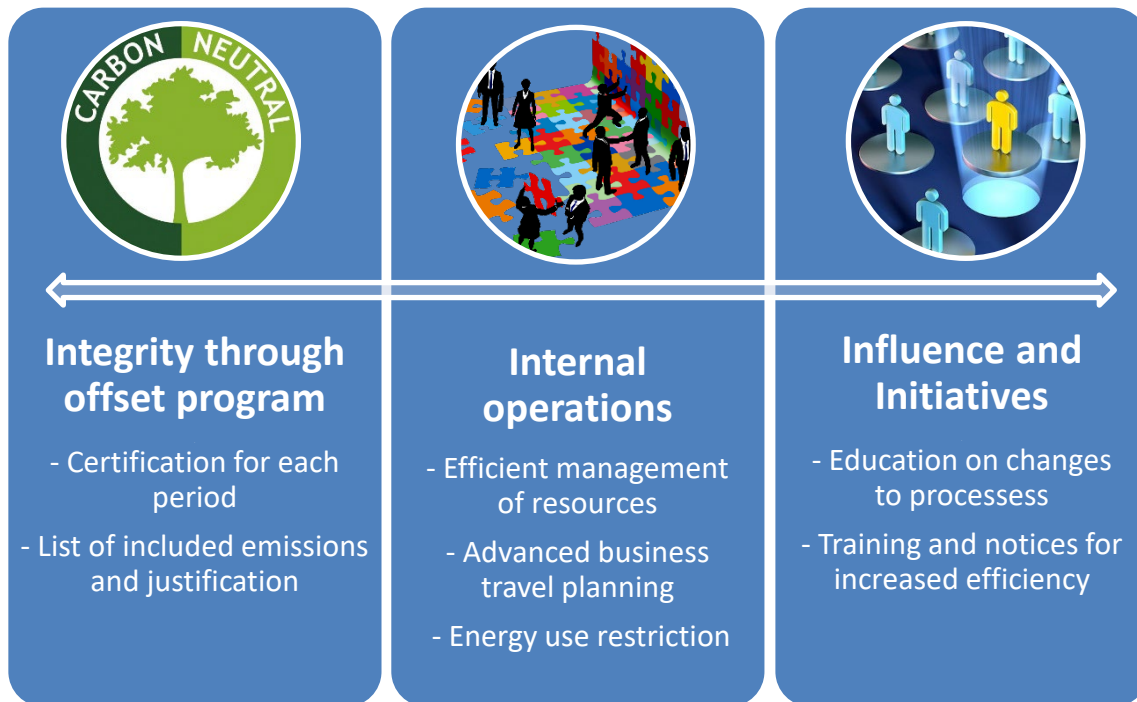 CARBON NEUTRAL
Integrity through
offset program
- Certification for each
period
- List of included emissions
and justification
Internal
operations
- Efficient management
of resources
- Advanced business
travel planning
- Energy use restriction
Influence and
Initiatives
- Education on changes
to processess
- Training and notices for
increased efficiency